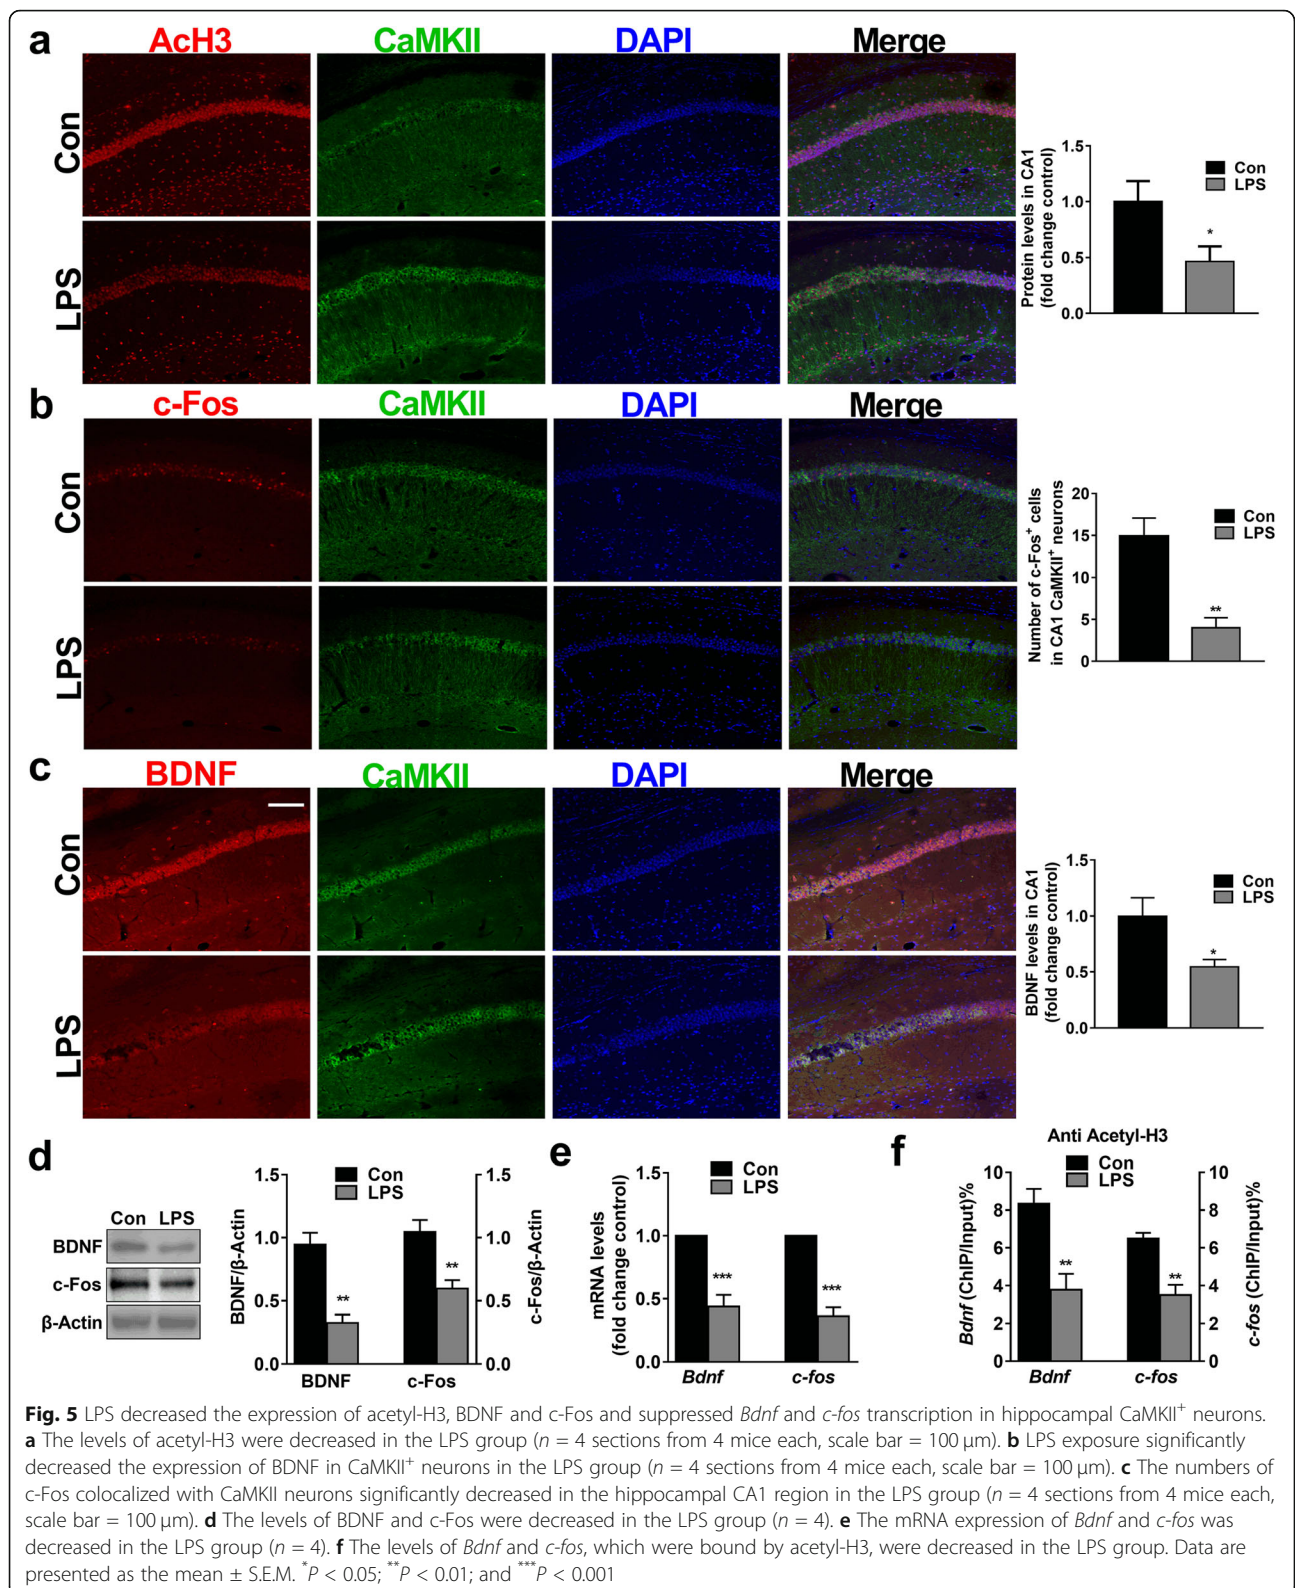 a
AcH3 CaMKII DAPI Merge
Con
LPS
Protein levels in CA1
(fold change control)
1.5
1.0
0.5
0.0
Con
LPS
*
b
c-Fos CaMKII DAPI Merge
Con
LPS
Number of c-Fos⁺ cells
in CA1 CaMKII⁺ neurons
20
15
10
5
0
Con
LPS
**
c
BDNF CaMKII DAPI Merge
Con
LPS
BDNF levels in CA1
(fold change control)
1.5
1.0
0.5
0.0
Con
LPS
*
d
Con LPS
BDNF
c-Fos
β-Actin
BDNF/β-Actin
1.5
1.0
0.5
0.0
Con
LPS
**
**
BDNF c-Fos
1.5
1.0
0.5
0.0
c-Fos/β-Actin
e
mRNA levels
(fold change control)
1.5
1.0
0.5
0.0
Con
LPS
***
***
Bdnf c-fos
f
Anti Acetyl-H3
Bdnf (ChIP/Input)%
10
8
6
4
2
0
Con
LPS
**
**
Bdnf c-fos
10
8
6
4
2
0
c-fos (ChIP/Input)%
Fig. 5 LPS decreased the expression of acetyl-H3, BDNF and c-Fos and suppressed Bdnf and c-fos transcription in hippocampal CaMKII⁺ neurons.
a The levels of acetyl-H3 were decreased in the LPS group (n = 4 sections from 4 mice each, scale bar = 100 μm). b LPS exposure significantly
decreased the expression of BDNF in CaMKII⁺ neurons in the LPS group (n = 4 sections from 4 mice each, scale bar = 100 μm). c The numbers of
c-Fos colocalized with CaMKII neurons significantly decreased in the hippocampal CA1 region in the LPS group (n = 4 sections from 4 mice each,
scale bar = 100 μm). d The levels of BDNF and c-Fos were decreased in the LPS group (n = 4). e The mRNA expression of Bdnf and c-fos was
decreased in the LPS group (n = 4). f The levels of Bdnf and c-fos, which were bound by acetyl-H3, were decreased in the LPS group. Data are
presented as the mean ± S.E.M. *P < 0.05; **P < 0.01; and ***P < 0.001